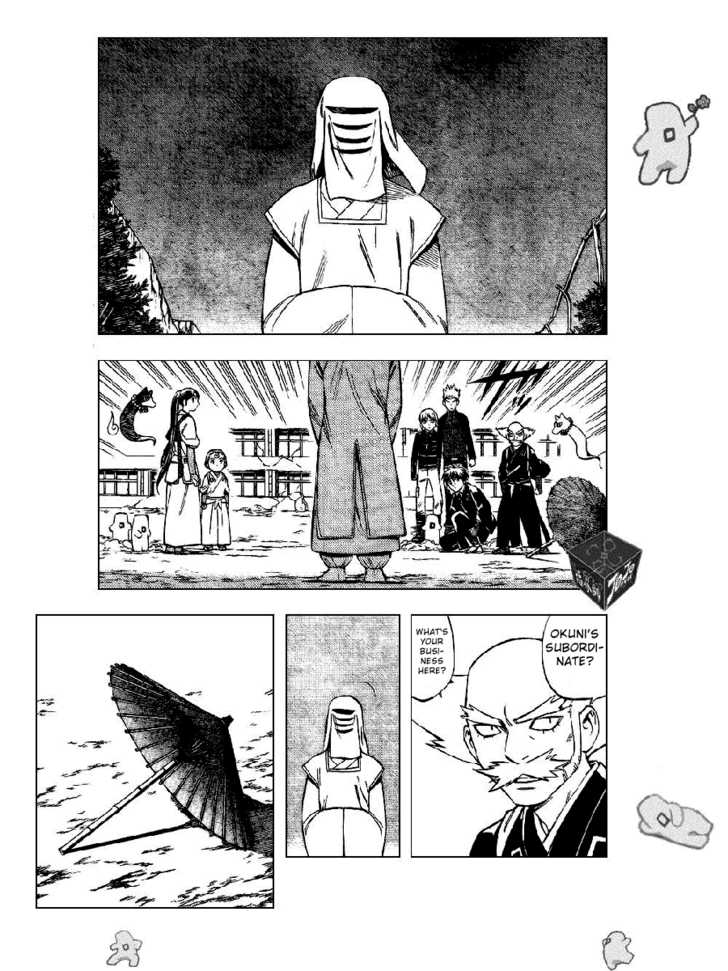 OKUNI'S
SUBORDI-
NATE?
WHAT'S
YOUR
BUSI-
NESS
HERE?